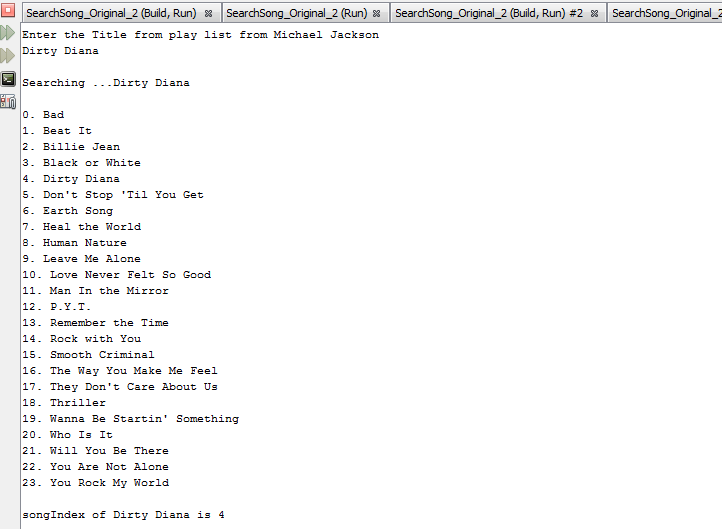 SearchSong_Original_2 (Build, Run) SearchSong_Original_2 (Run) SearchSong_Original_2 (Build, Run) #2 SearchSong_Original_2
Enter the Title from play list from Michael Jackson
Dirty Diana
Searching ...Dirty Diana
0. Bad
1. Beat It
2. Billie Jean
3. Black or White
4. Dirty Diana
5. Don't Stop 'Til You Get
6. Earth Song
7. Heal the World
8. Human Nature
9. Leave Me Alone
10. Love Never Felt So Good
11. Man In the Mirror
12. P.Y.T.
13. Remember the Time
14. Rock with You
15. Smooth Criminal
16. The Way You Make Me Feel
17. They Don't Care About Us
18. Thriller
19. Wanna Be Startin' Something
20. Who Is It
21. Will You Be There
22. You Are Not Alone
23. You Rock My World
songIndex of Dirty Diana is 4